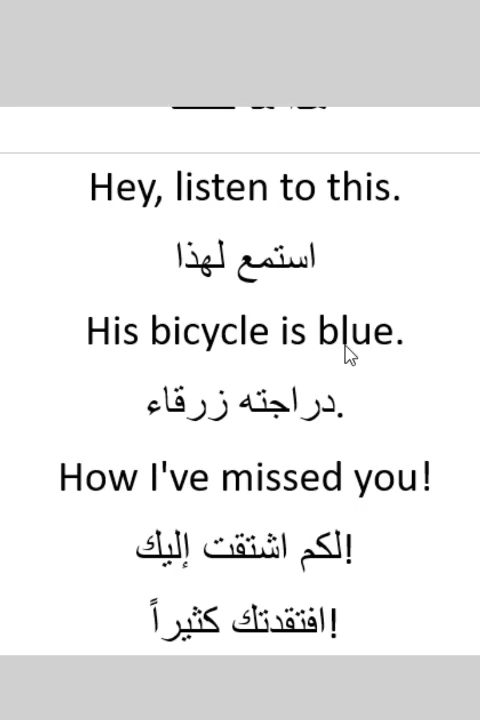 Hey, listen to this.
استمع لهذا
His bicycle is blue.
دراجته زرقاء.
How I've missed you!
لكم اشتقت إليك!
افتقدتك كثيراً!